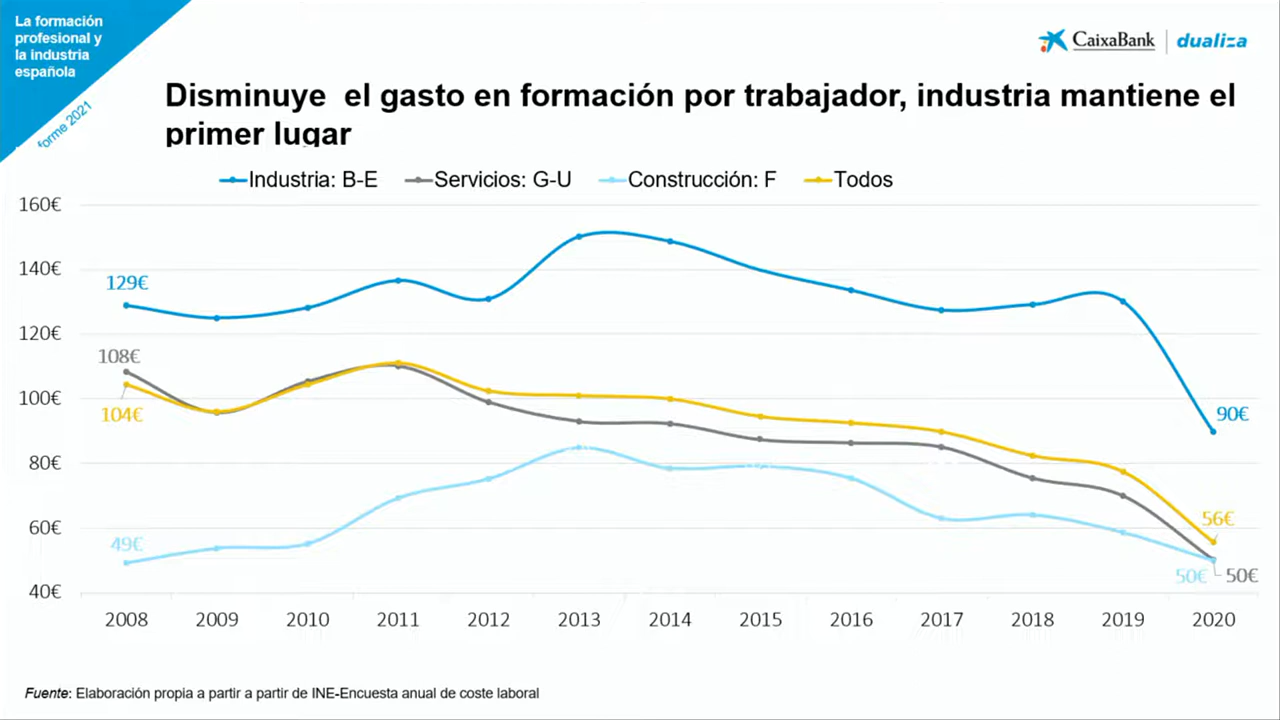 La formación
profesional y
la industria
española
orme 2021
CaixaBank dualiza
Disminuye el gasto en formación por trabajador, industria mantiene el
primer lugar
Industria: B-E Servicios: G-U Construcción: F Todos
160€
140€
120€
100€
80€
60€
40€
129€
108€
104€
49€
90€
56€
50€ 50€
2008 2009 2010 2011 2012 2013 2014 2015 2016 2017 2018 2019 2020
Fuente: Elaboración propia a partir a partir de INE-Encuesta anual de coste laboral